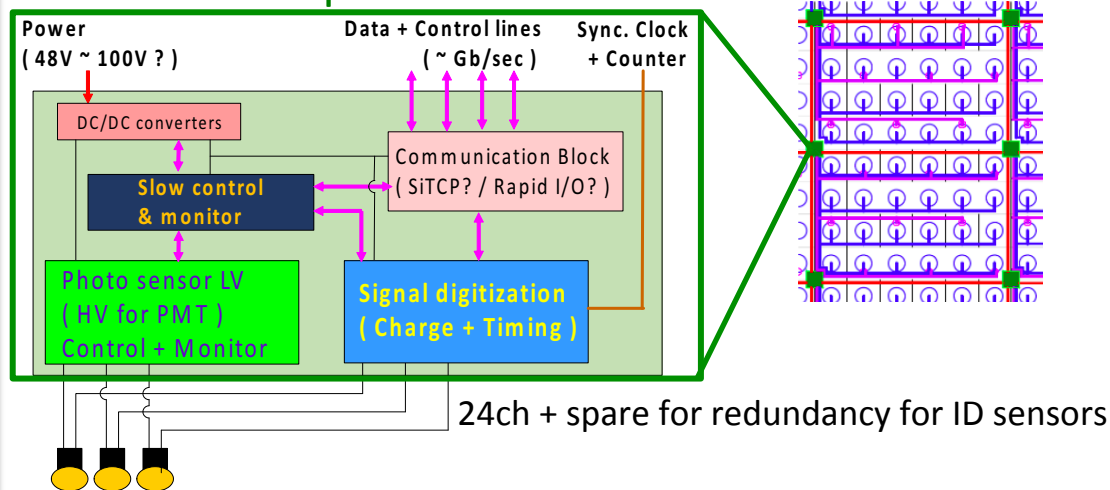 Power
( 48V ~ 100V ? )
Data + Control lines
( ~ Gb/sec )
Sync. Clock
+ Counter
DC/DC converters
Communication Block
( SiTCP? / Rapid I/O? )
Slow control
& monitor
Photo sensor LV
( HV for PMT )
Control + Monitor
Signal digitization
( Charge + Timing )
24ch + spare for redundancy for ID sensors